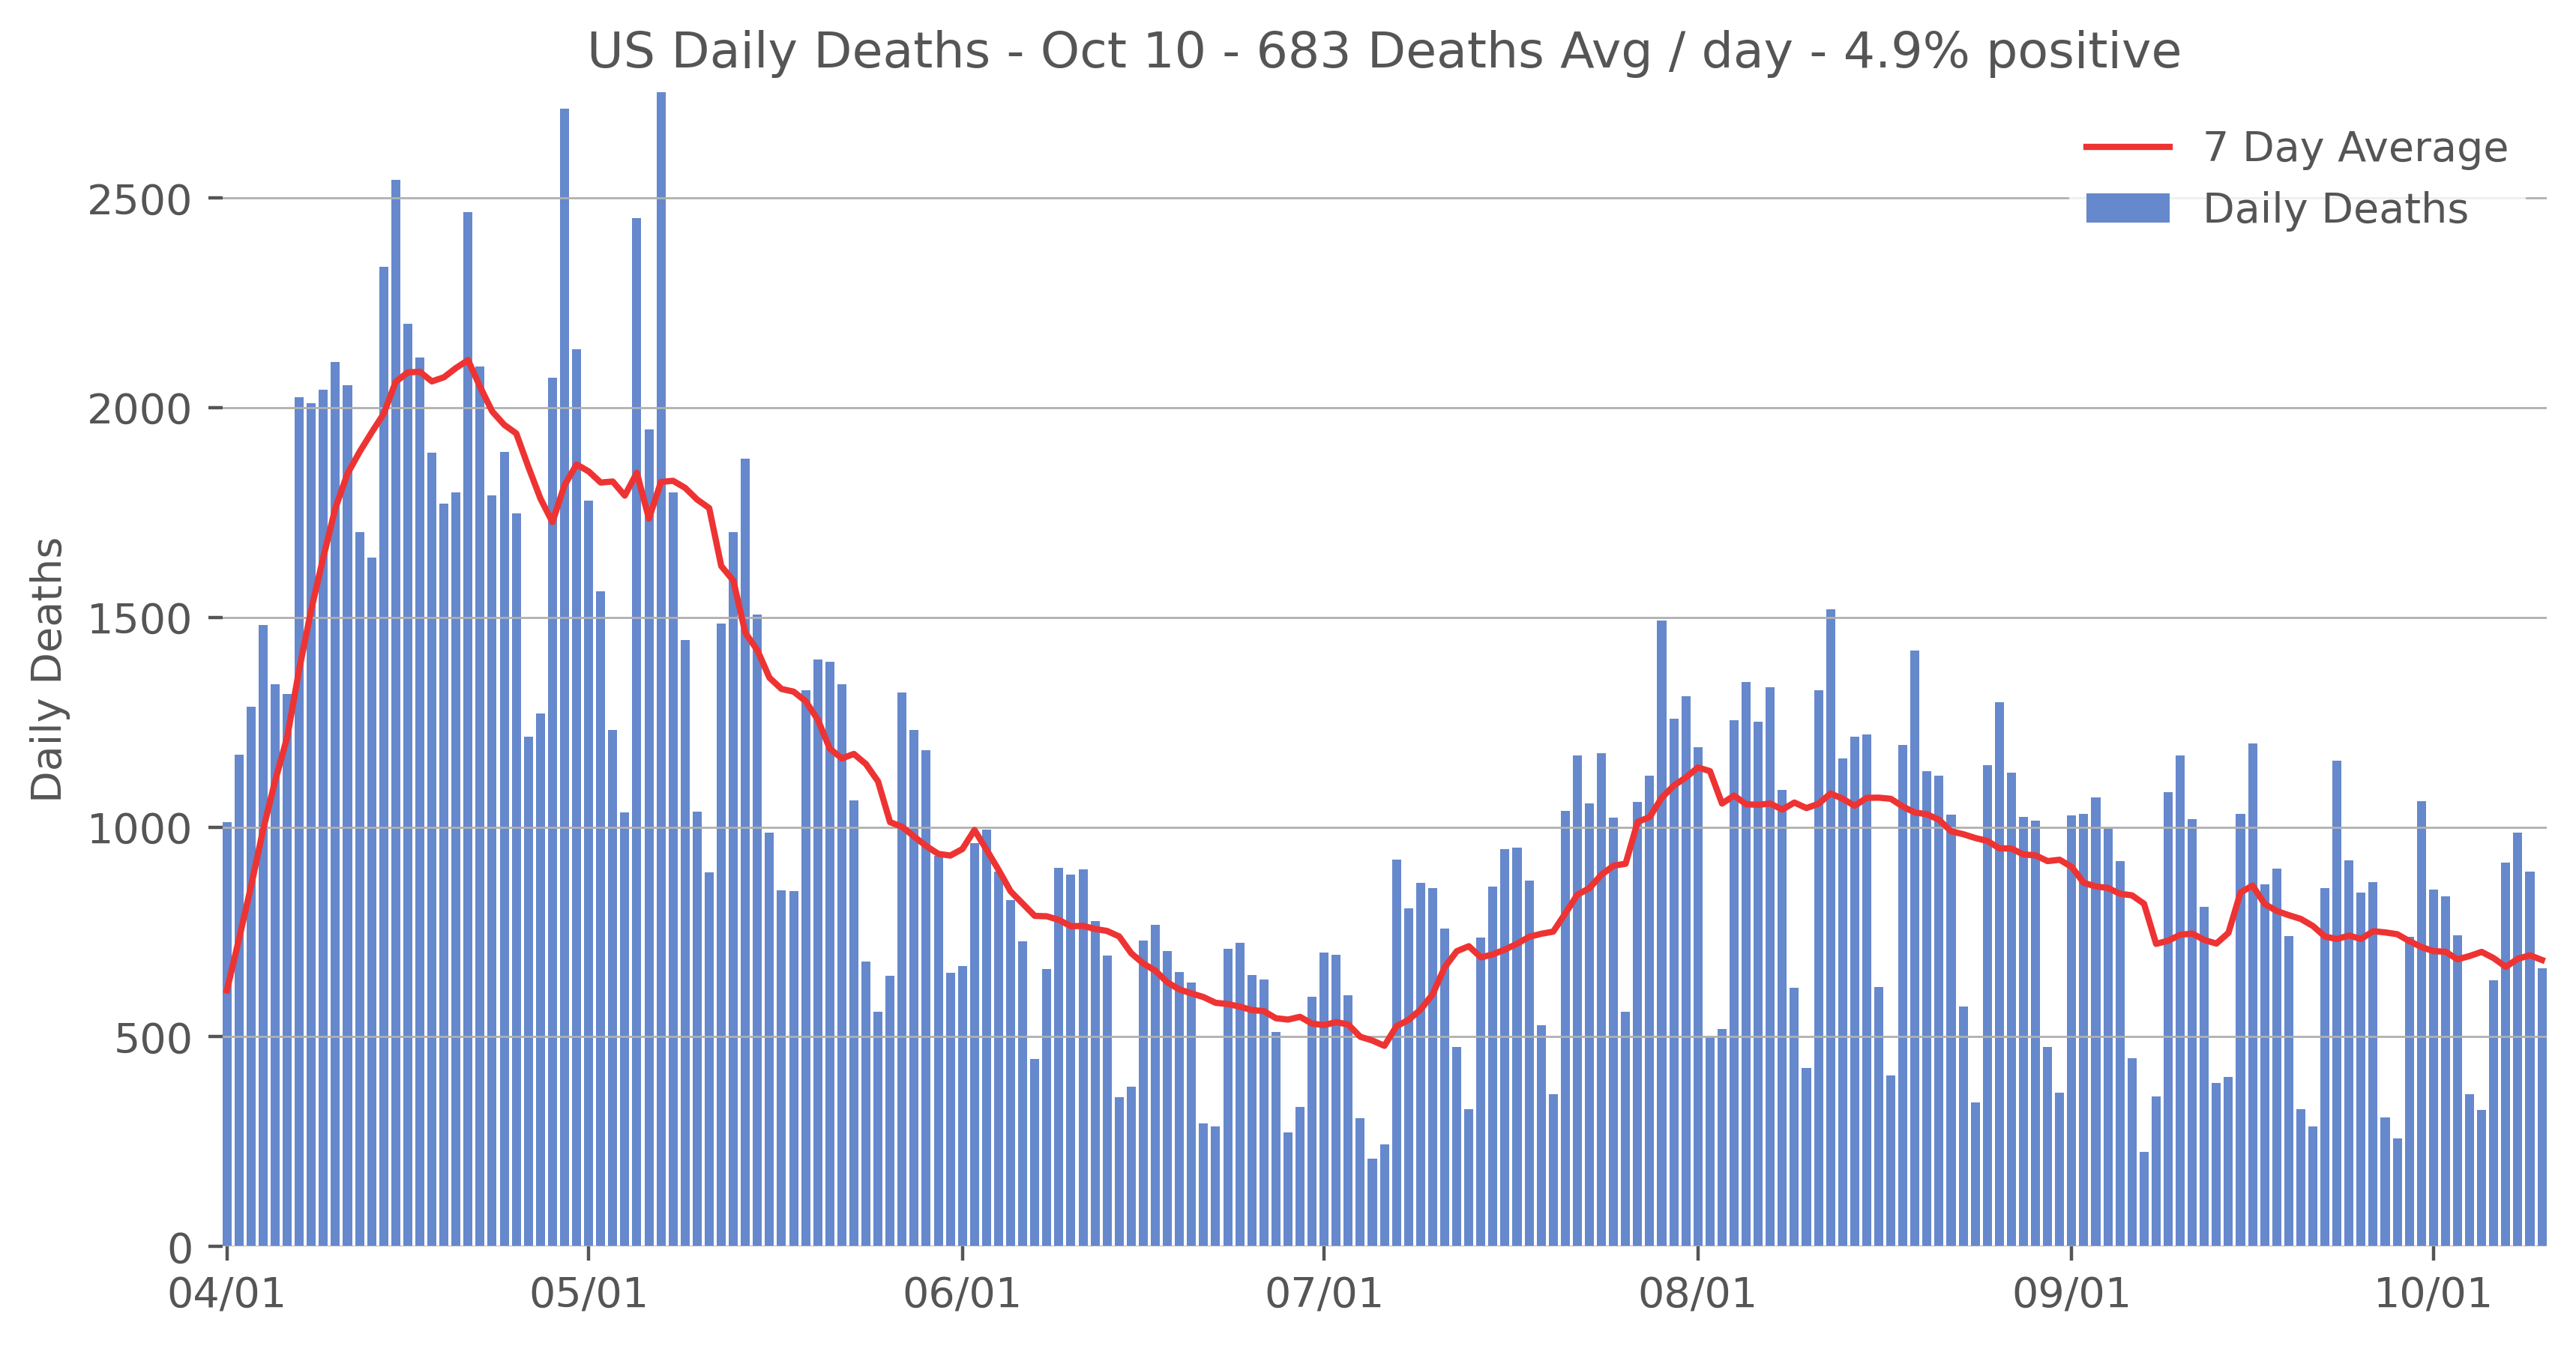 US Daily Deaths - Oct 10 - 683 Deaths Avg / day - 4.9% positive
7 Day Average
Daily Deaths
Daily Deaths
2500
2000
1500
1000
500
0
04/01 05/01 06/01 07/01 08/01 09/01 10/01